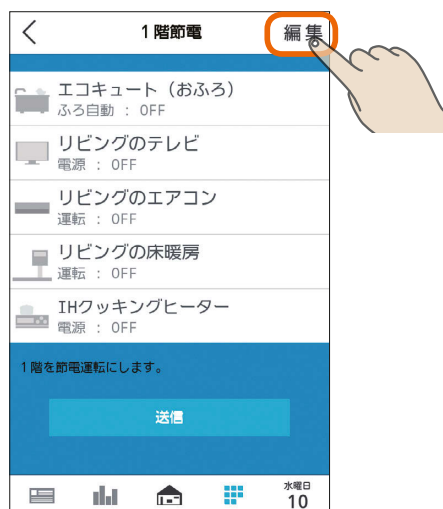 1階節電 編集
エコキュート（おふろ）
ふろ自動 : OFF
リビングのテレビ
電源 : OFF
リビングのエアコン
運転 : OFF
リビングの床暖房
運転 : OFF
IHクッキングヒーター
電源 : OFF
1階を節電運転にします。
送信
水曜日
10